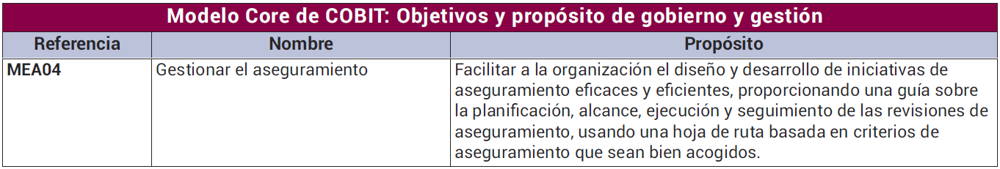 Modelo Core de COBIT: Objetivos y propósito de gobierno y gestión
Referencia Nombre Propósito
MEA04 Gestionar el aseguramiento Facilitar a la organización el diseño y desarrollo de iniciativas de
aseguramiento eficaces y eficientes, proporcionando una guía sobre
la planificación, alcance, ejecución y seguimiento de las revisiones de
aseguramiento, usando una hoja de ruta basada en criterios de
aseguramiento que sean bien acogidos.